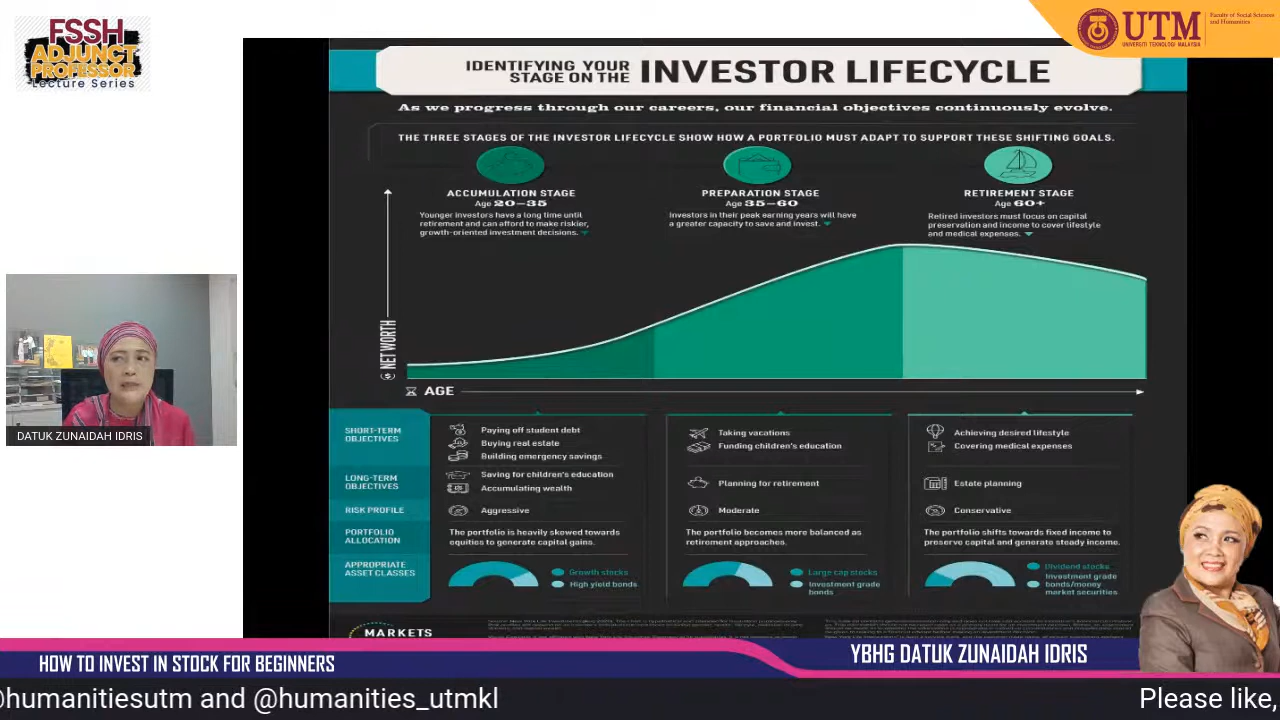 FSSH
ADJUNCT
PROFESSOR
Lecture Series
UTM
UNIVERSITI TEKNOLOGI MALAYSIA
Faculty of Social Sciences
and Humanities
IDENTIFYING YOUR
STAGE ON THE
INVESTOR LIFECYCLE
As we progress through our careers, our financial objectives continuously evolve.
THE THREE STAGES OF THE INVESTOR LIFECYCLE SHOW HOW A PORTFOLIO MUST ADAPT TO SUPPORT THESE SHIFTING GOALS.
ACCUMULATION STAGE
Age 20–35
Younger investors have a long time until
retirement and can afford to make riskier,
growth-oriented investment decisions.
PREPARATION STAGE
Age 35–60
Investors in their peak earning years will have
a greater capacity to save and invest.
RETIREMENT STAGE
Age 60+
Retired investors must focus on capital
preservation and income to cover lifestyle
and medical expenses.
$ NET WORTH
AGE
SHORT-TERM
OBJECTIVES
Paying off student debt
Buying real estate
Building emergency savings
Taking vacations
Funding children's education
Achieving desired lifestyle
Covering medical expenses
LONG-TERM
OBJECTIVES
Saving for children's education
Accumulating wealth
Planning for retirement
Estate planning
RISK PROFILE
Aggressive
Moderate
Conservative
PORTFOLIO
ALLOCATION
The portfolio is heavily skewed towards
equities to generate capital gains.
The portfolio becomes more balanced as
retirement approaches.
The portfolio shifts towards fixed income to
preserve capital and generate steady income.
APPROPRIATE
ASSET CLASSES
Growth stocks
High yield bonds
Large cap stocks
Investment grade
bonds
Dividend stocks
Investment grade
bonds/money
market securities
MARKETS
DATUK ZUNAIDAH IDRIS
HOW TO INVEST IN STOCK FOR BEGINNERS
YBHG DATUK ZUNAIDAH IDRIS
@humanitiesutm and @humanities_utmkl
Please like,